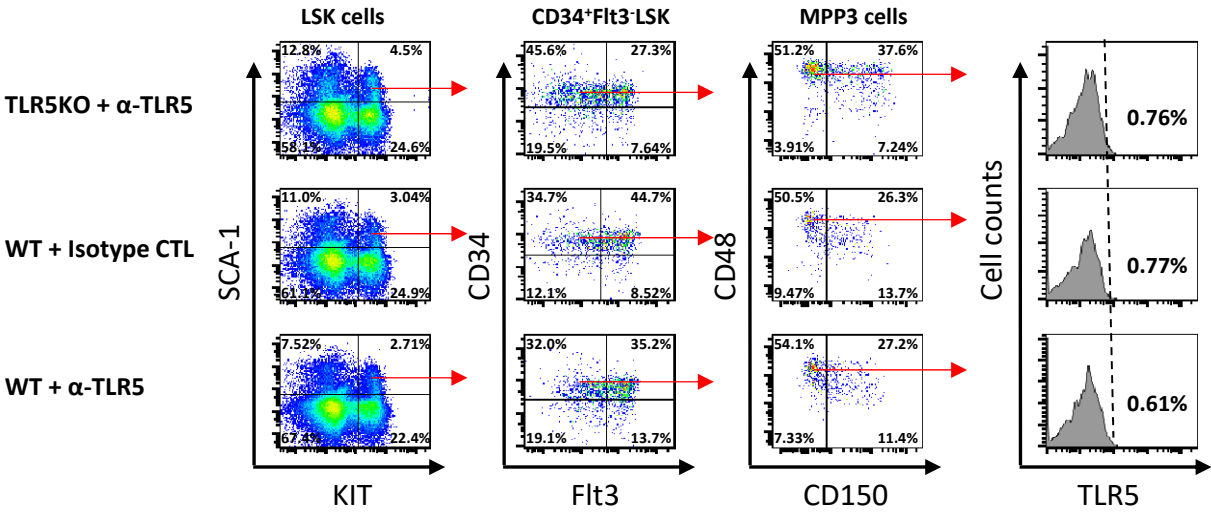 LSK cells
CD34⁺Flt3⁻LSK
MPP3 cells
TLR5KO + α-TLR5
12.8% 4.5%
58.1% 24.6%
45.6% 27.3%
19.5% 7.64%
51.2% 37.6%
3.91% 7.24%
0.76%
WT + Isotype CTL
11.0% 3.04%
61.1% 24.9%
34.7% 44.7%
12.1% 8.52%
50.5% 26.3%
9.47% 13.7%
0.77%
WT + α-TLR5
7.52% 2.71%
67.4% 22.4%
32.0% 35.2%
19.1% 13.7%
54.1% 27.2%
7.33% 11.4%
0.61%
SCA-1
CD34
CD48
Cell counts
KIT
Flt3
CD150
TLR5